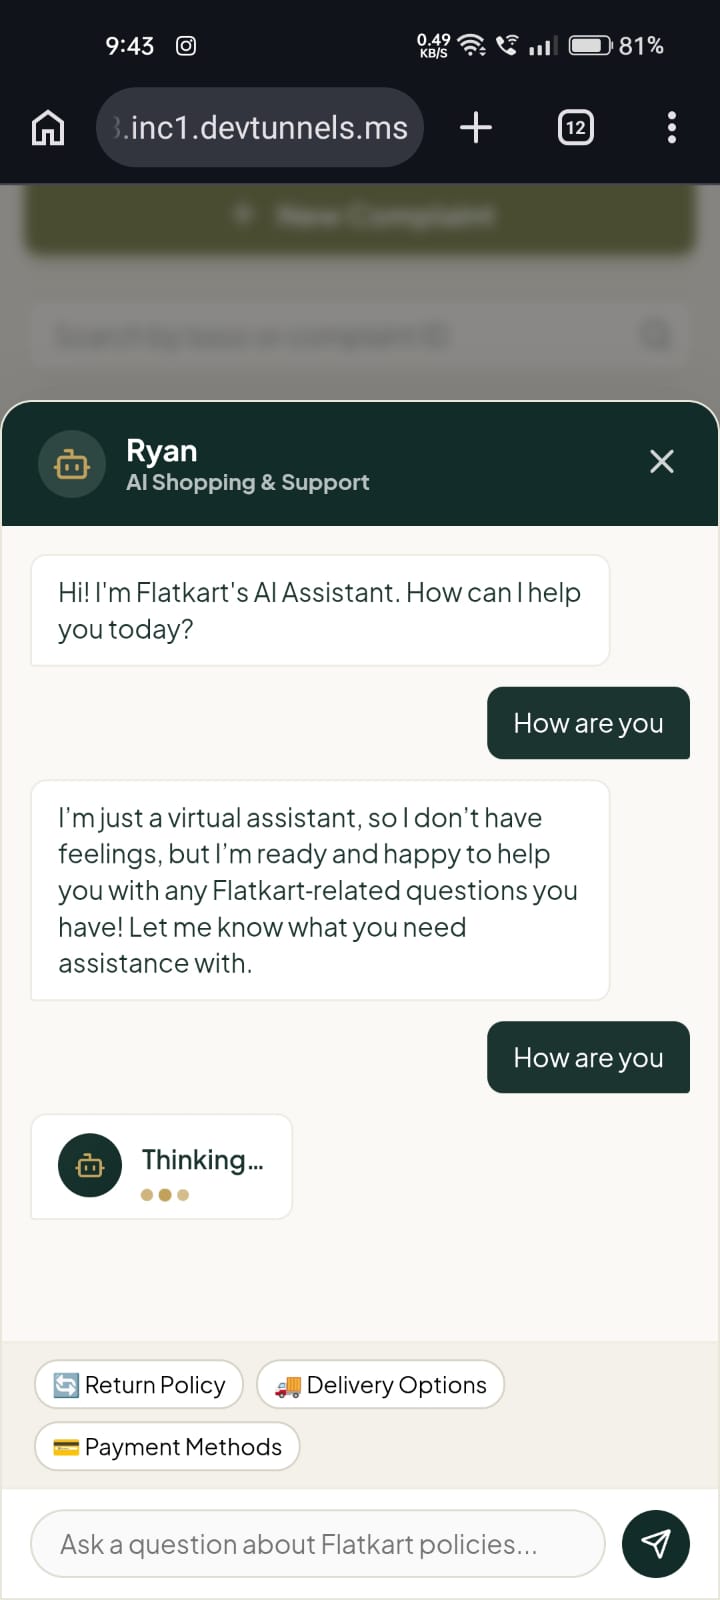 9:43
0.49
KB/S
81%
.inc1.devtunnels.ms
12
New Complaint
Ryan
AI Shopping & Support
Hi! I'm Flatkart's AI Assistant. How can I help
you today?
How are you
I’m just a virtual assistant, so I don’t have
feelings, but I’m ready and happy to help
you with any Flatkart-related questions you
have! Let me know what you need
assistance with.
How are you
Thinking...
Return Policy
Delivery Options
Payment Methods
Ask a question about Flatkart policies...